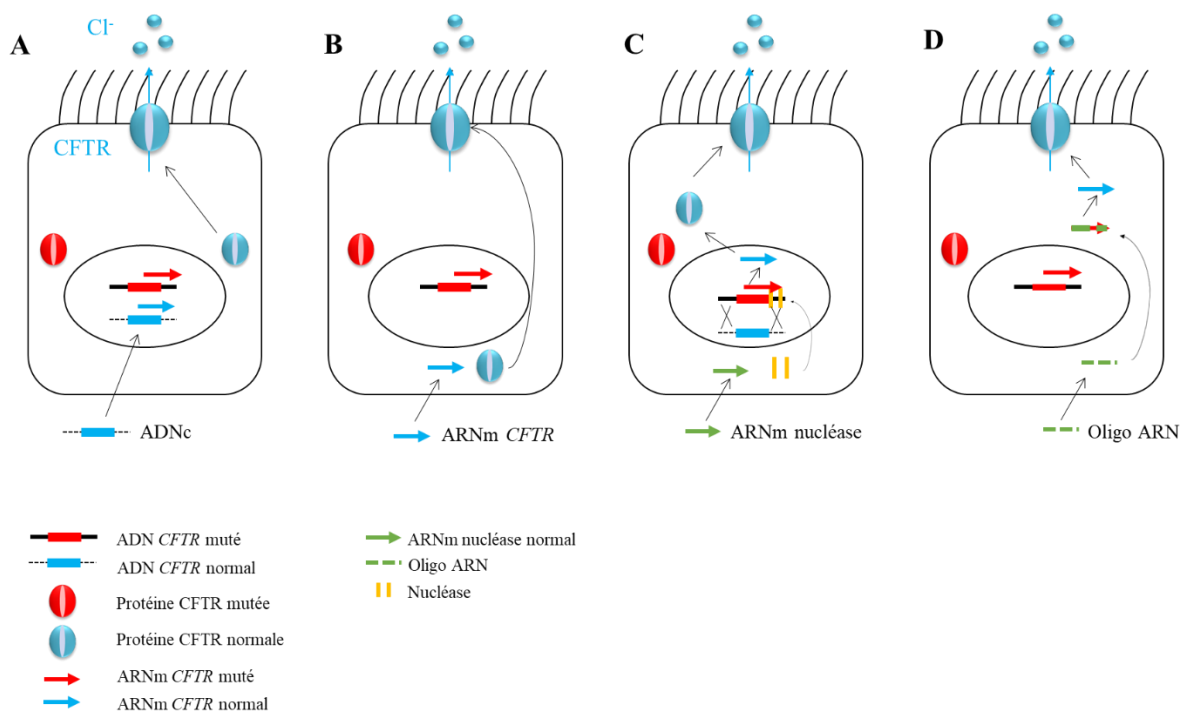 A
Cl-
B
C
D
CFTR
ADNc
ARNm CFTR
ARNm nucléase
Oligo ARN
ADN CFTR muté
ADN CFTR normal
Protéine CFTR mutée
Protéine CFTR normale
ARNm CFTR muté
ARNm CFTR normal
ARNm nucléase normal
Oligo ARN
Nucléase